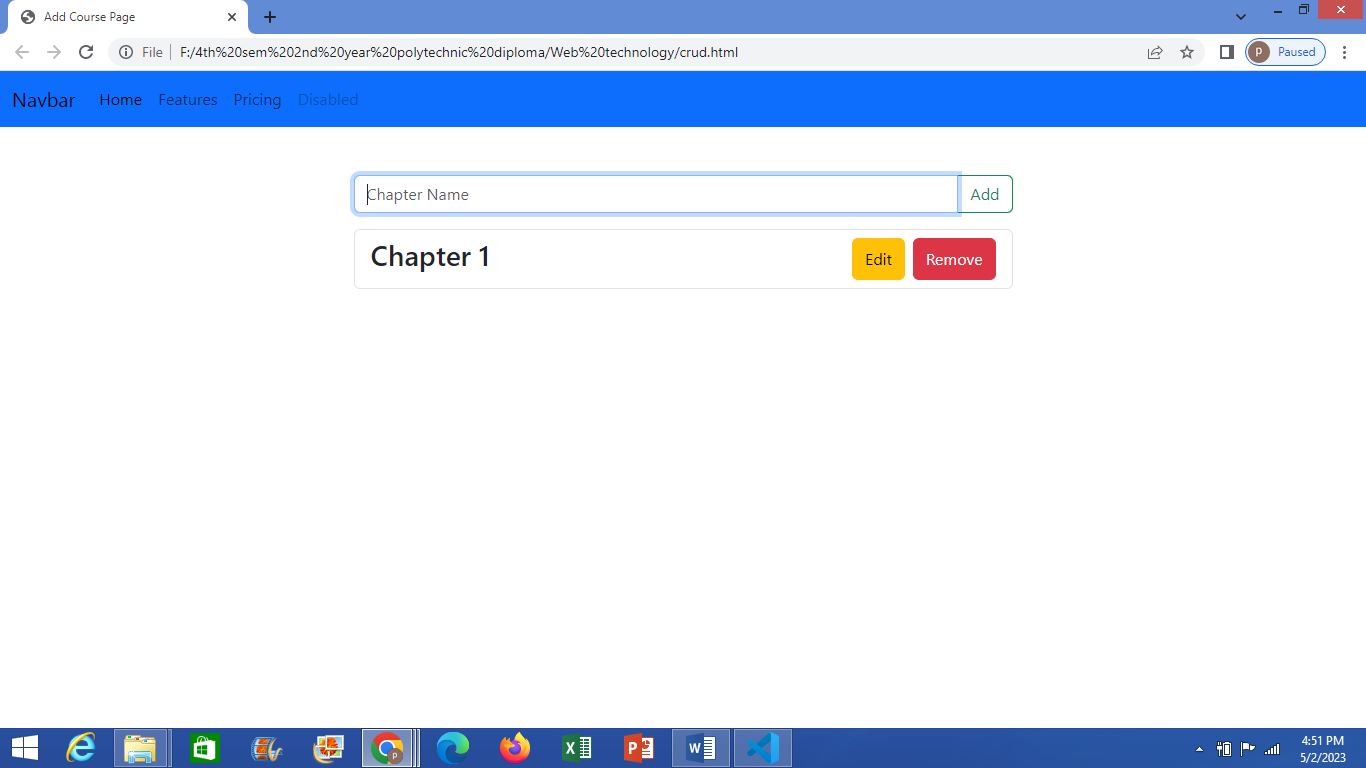 Add Course Page
File F:/4th%20sem%202nd%20year%20polytechnic%20diploma/Web%20technology/crud.html
p Paused
Navbar Home Features Pricing Disabled
Chapter Name Add
Chapter 1 Edit Remove
4:51 PM
5/2/2023